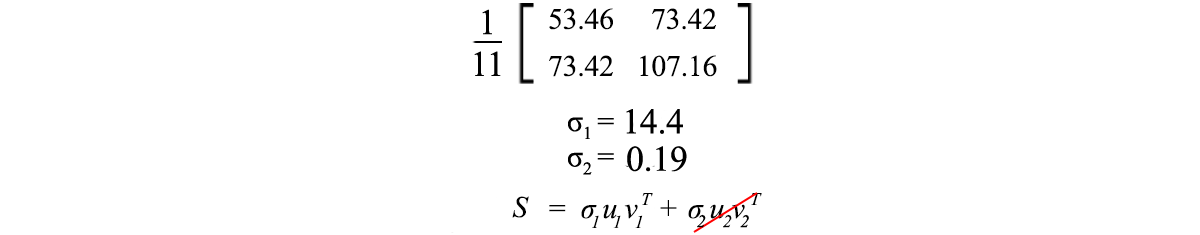 1/11 [ 53.46 73.42
73.42 107.16 ]
σ₁ = 14.4
σ₂ = 0.19
S = σ₁u₁v₁ᵀ + σ₂u₂v₂ᵀ